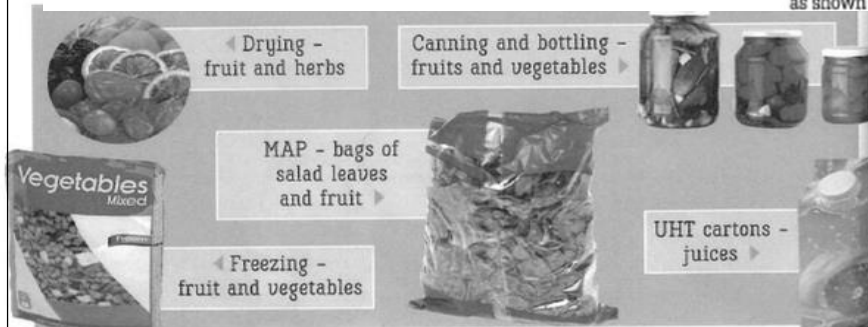 as shown
◀ Drying –
fruit and herbs
Canning and bottling –
fruits and vegetables ▶
MAP – bags of
salad leaves
and fruit ▶
Vegetables
Mixed
◀ Freezing –
fruit and vegetables
UHT cartons –
juices ▶